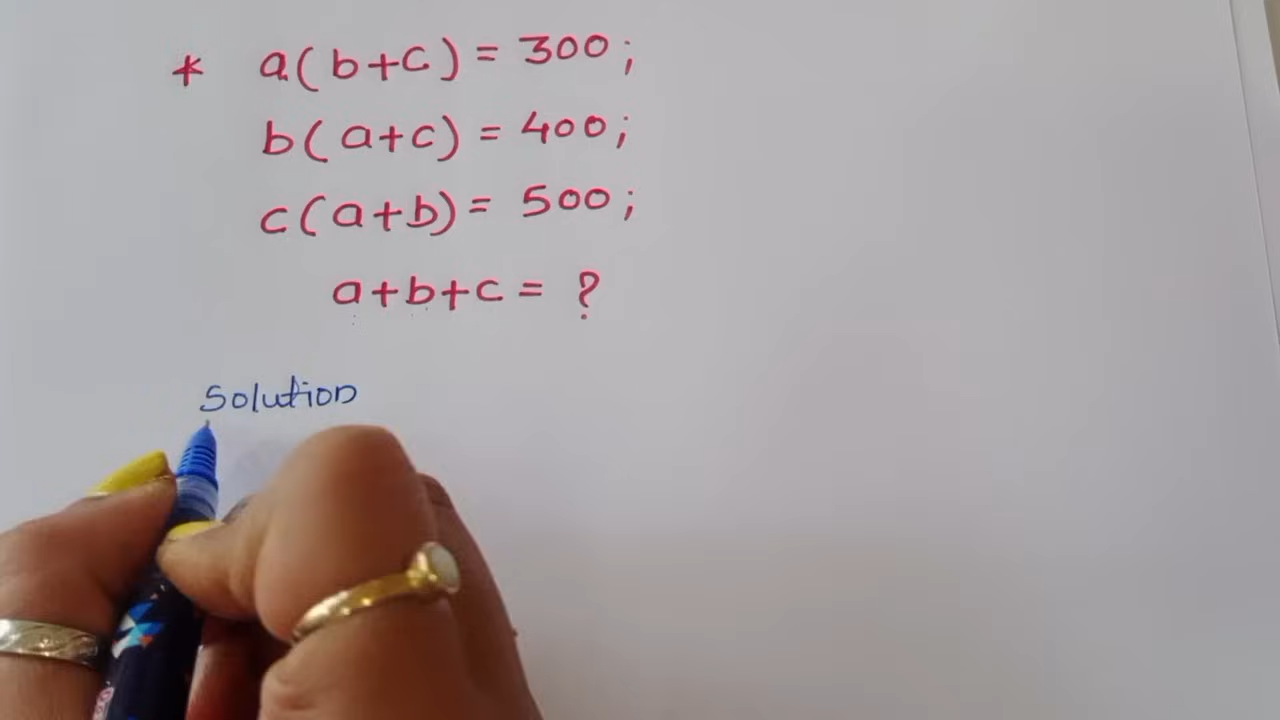 * a(b+c) = 300;
b(a+c) = 400;
c(a+b) = 500;
a+b+c = ?
Solution